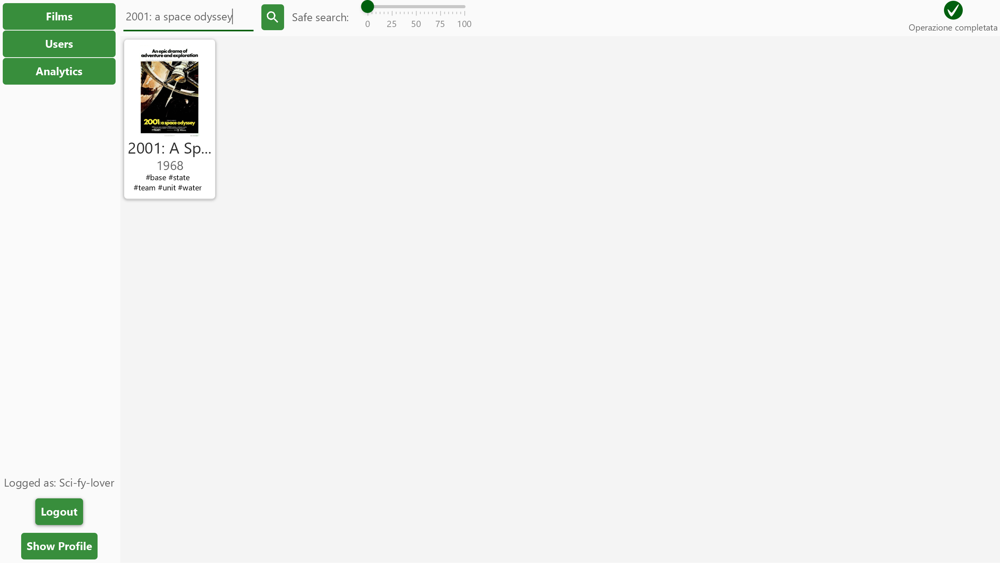 Films
Users
Analytics
2001: a space odyssey
Safe search:
0 25 50 75 100
Operazione completata
An epic drama of
adventure and exploration
2001: a space odyssey
2001: A Sp...
1968
#base #state
#team #unit #water
Logged as: Sci-fy-lover
Logout
Show Profile